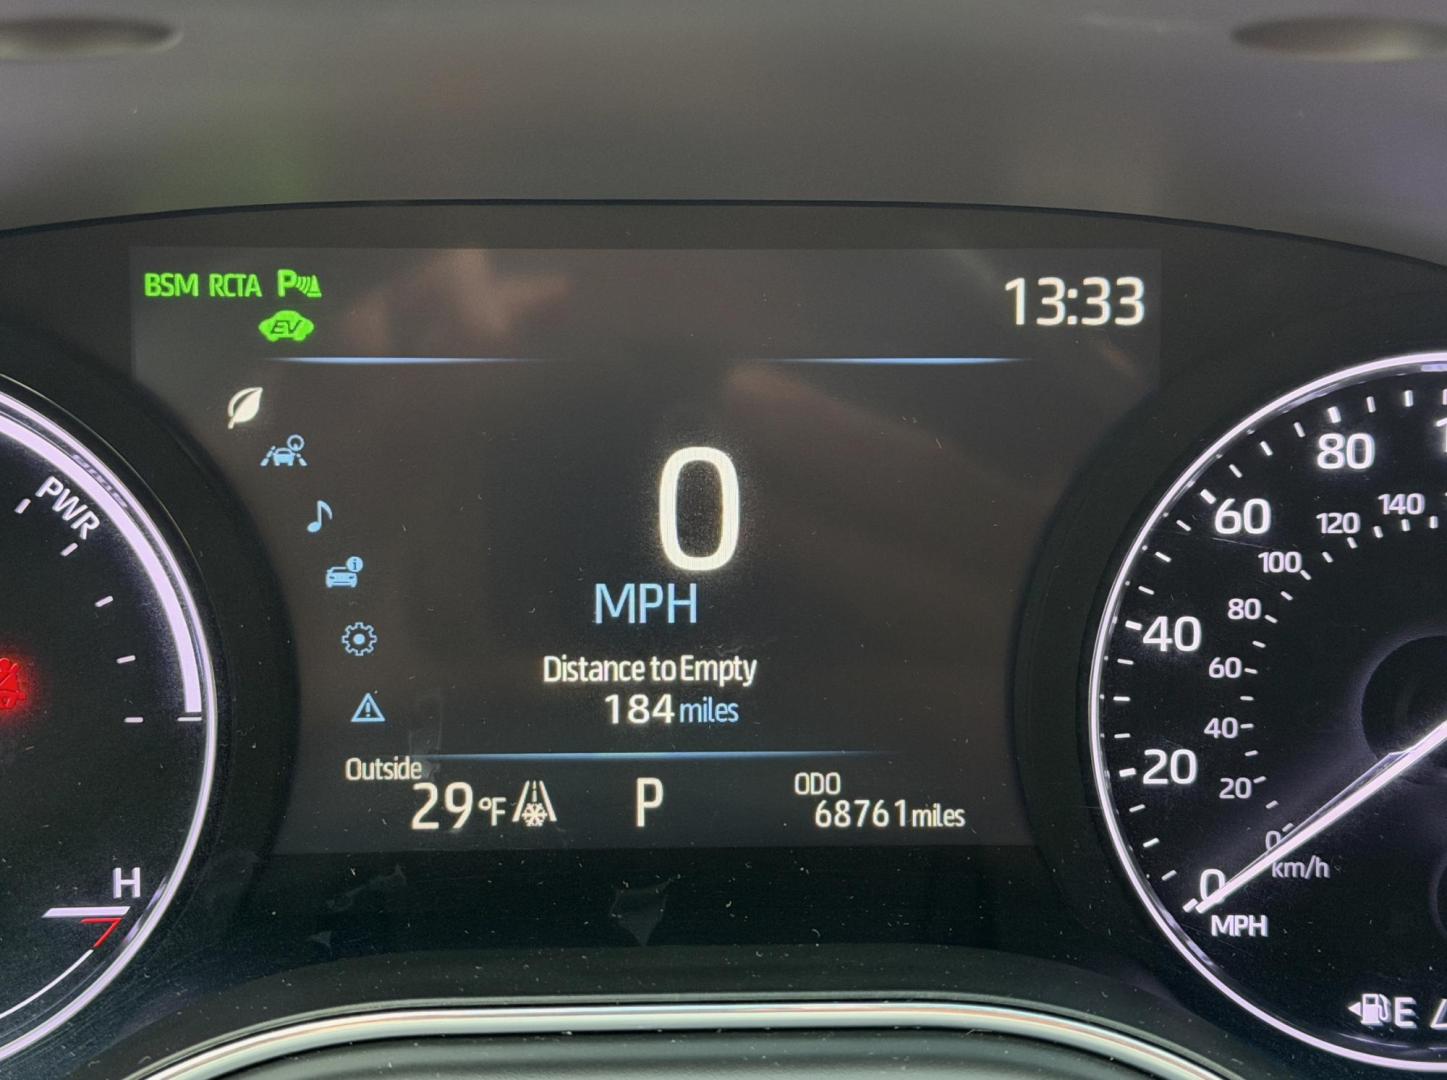 BSM RCTA P
EV
13:33
0
MPH
Distance to Empty
184 miles
Outside
29 °F
P
ODO
68761 miles
PWR
H
80
60
40
20
0
MPH
140
120
100
80
60
40
20
0
km/h
E